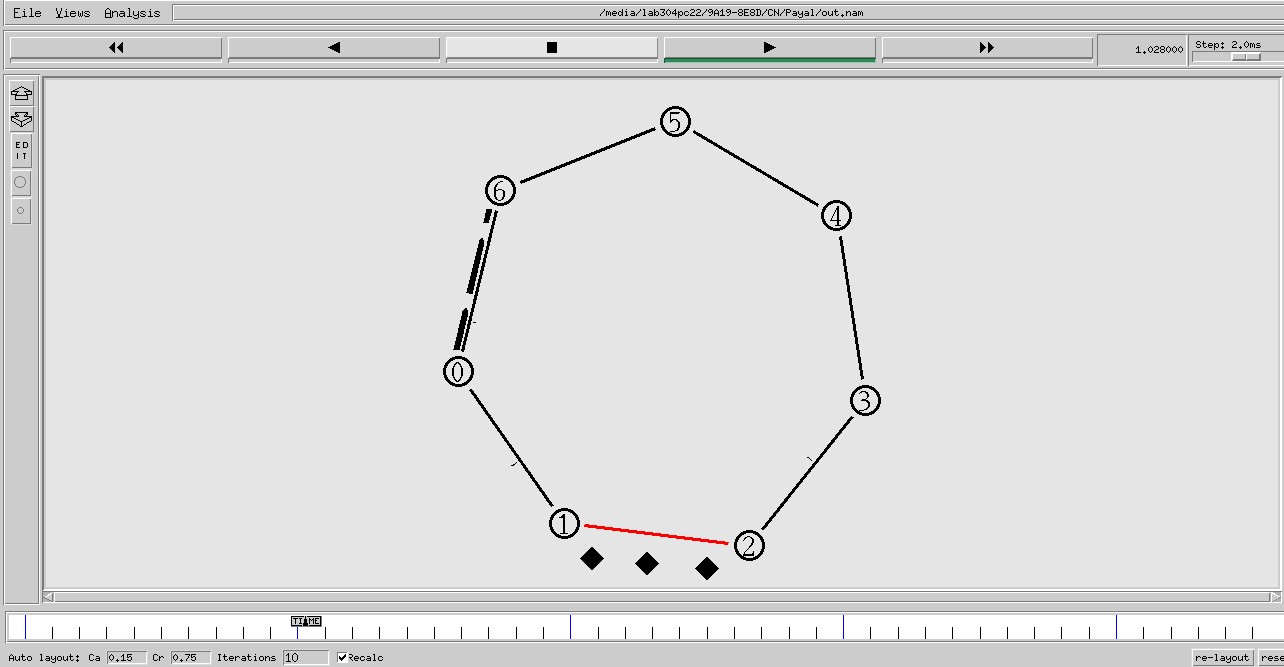 File Views Analysis /media/lab304pc22/9A19-8E8D/CN/Payal/out.nam
1.028000 Step: 2.0ms
ED
IT
5
6
4
0
3
1
2
TIME
Auto layout: Ca 0.15 Cr 0.75 Iterations 10 Recalc re-layout rese